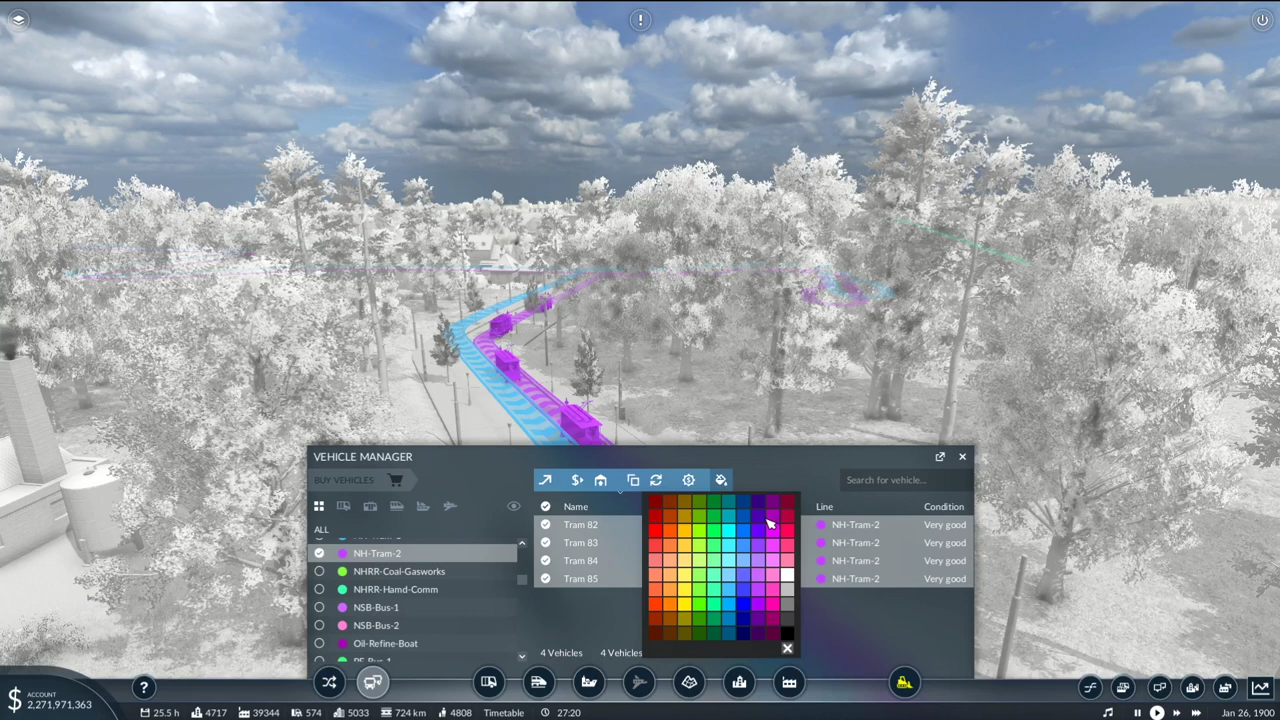 VEHICLE MANAGER
BUY VEHICLES
Search for vehicle...
ALL
NH-Tram-2
NHRR-Coal-Gasworks
NHRR-Hamd-Comm
NSB-Bus-1
NSB-Bus-2
Oil-Refine-Boat
Name Line Condition
Tram 82 NH-Tram-2 Very good
Tram 83 NH-Tram-2 Very good
Tram 84 NH-Tram-2 Very good
Tram 85 NH-Tram-2 Very good
4 Vehicles 4 Vehicles
?
$ ACCOUNT
2,271,971,363
25.5 h 4717 39344 574 5033 724 km 4808 Timetable 27:20 Jan 26, 1900